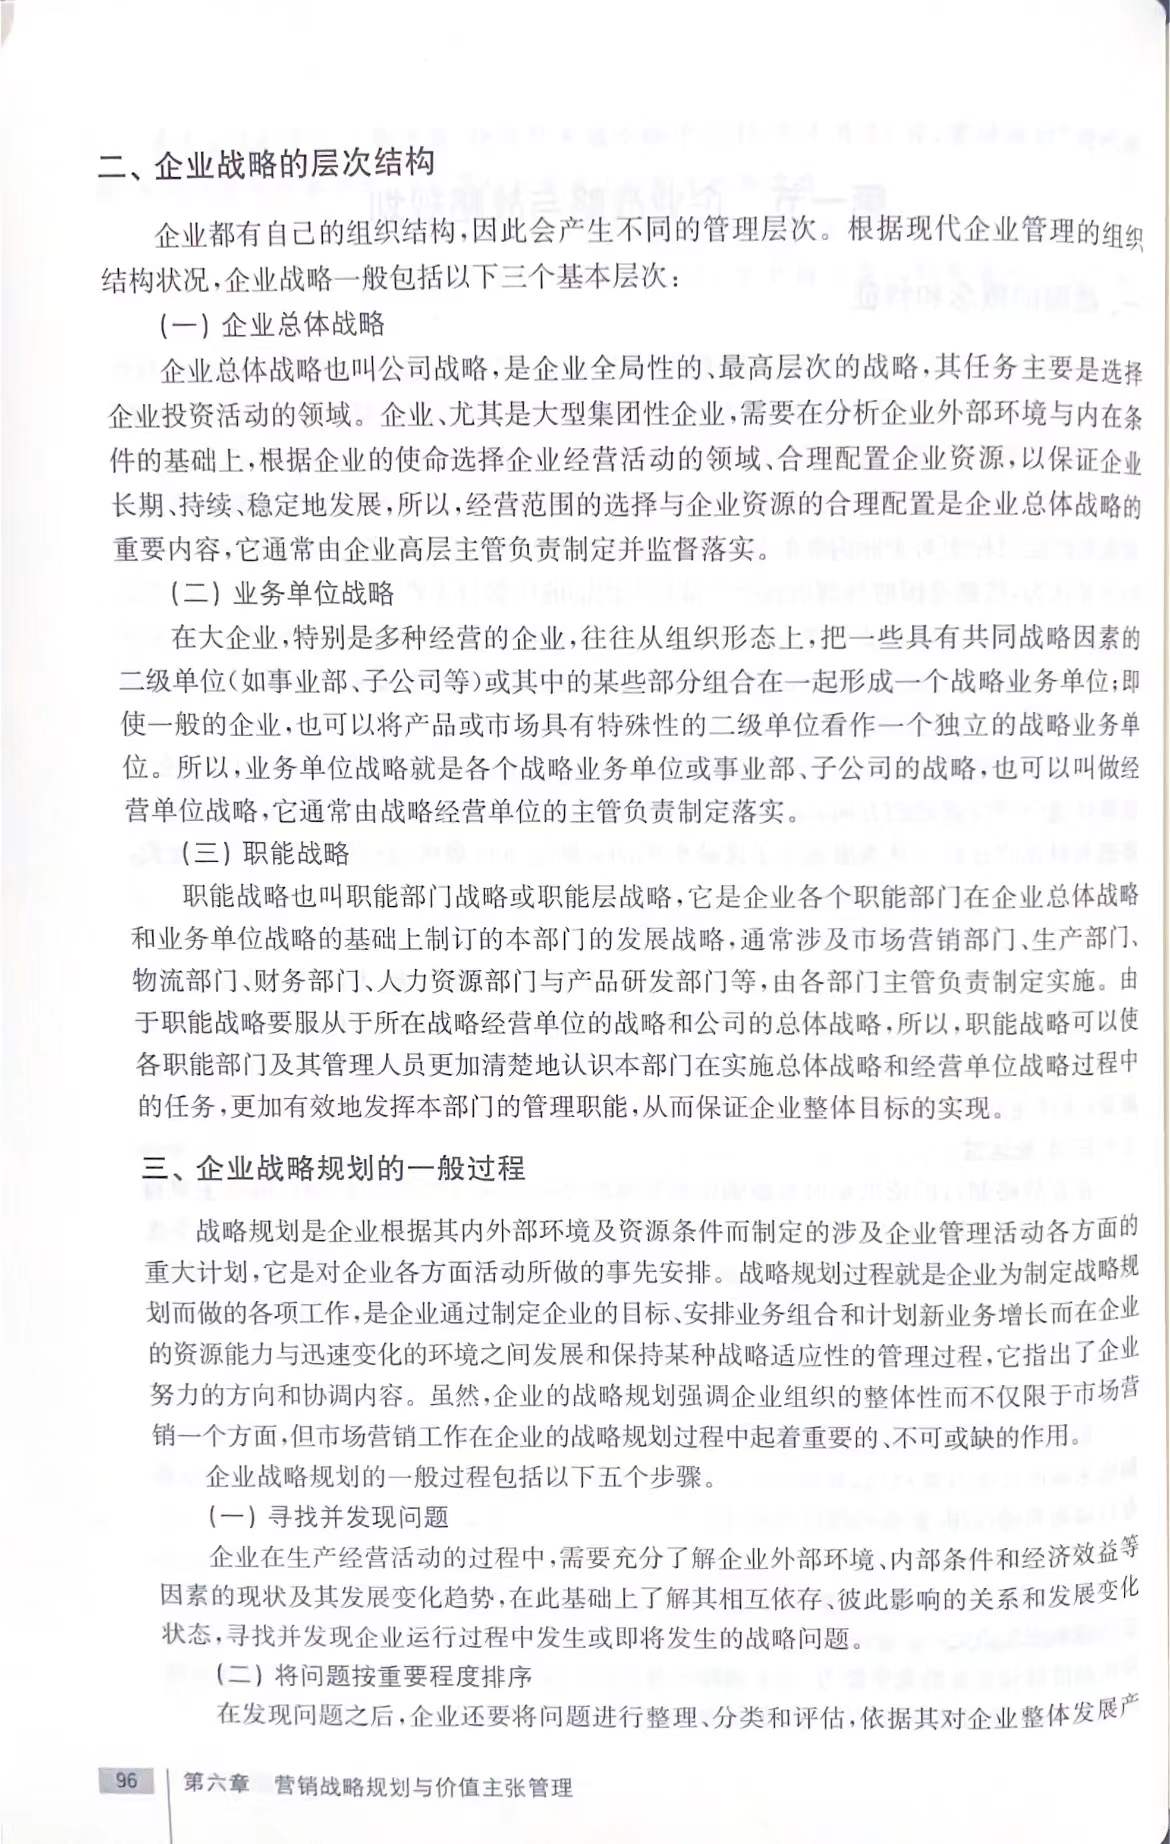 二、企业战略的层次结构
企业都有自己的组织结构,因此会产生不同的管理层次。根据现代企业管理的组织
结构状况,企业战略一般包括以下三个基本层次:
(一) 企业总体战略
企业总体战略也叫公司战略,是企业全局性的、最高层次的战略,其任务主要是选择
企业投资活动的领域。企业、尤其是大型集团性企业,需要在分析企业外部环境与内在条
件的基础上,根据企业的使命选择企业经营活动的领域、合理配置企业资源,以保证企业
长期、持续、稳定地发展,所以,经营范围的选择与企业资源的合理配置是企业总体战略的
重要内容,它通常由企业高层主管负责制定并监督落实。
(二) 业务单位战略
在大企业,特别是多种经营的企业,往往从组织形态上,把一些具有共同战略因素的
二级单位(如事业部、子公司等)或其中的某些部分组合在一起形成一个战略业务单位;即
使一般的企业,也可以将产品或市场具有特殊性的二级单位看作一个独立的战略业务单
位。所以,业务单位战略就是各个战略业务单位或事业部、子公司的战略,也可以叫做经
营单位战略,它通常由战略经营单位的主管负责制定落实。
(三) 职能战略
职能战略也叫职能部门战略或职能层战略,它是企业各个职能部门在企业总体战略
和业务单位战略的基础上制订的本部门的发展战略,通常涉及市场营销部门、生产部门、
物流部门、财务部门、人力资源部门与产品研发部门等,由各部门主管负责制定实施。由
于职能战略要服从于所在战略经营单位的战略和公司的总体战略,所以,职能战略可以使
各职能部门及其管理人员更加清楚地认识本部门在实施总体战略和经营单位战略过程中
的任务,更加有效地发挥本部门的管理职能,从而保证企业整体目标的实现。
三、企业战略规划的一般过程
战略规划是企业根据其内外部环境及资源条件而制定的涉及企业管理活动各方面的
重大计划,它是对企业各方面活动所做的事先安排。战略规划过程就是企业为制定战略规
划而做的各项工作,是企业通过制定企业的目标、安排业务组合和计划新业务增长而在企业
的资源能力与迅速变化的环境之间发展和保持某种战略适应性的管理过程,它指出了企业
努力的方向和协调内容。虽然,企业的战略规划强调企业组织的整体性而不仅限于市场营
销一个方面,但市场营销工作在企业的战略规划过程中起着重要的、不可或缺的作用。
企业战略规划的一般过程包括以下五个步骤。
(一) 寻找并发现问题
企业在生产经营活动的过程中,需要充分了解企业外部环境、内部条件和经济效益等
因素的现状及其发展变化趋势,在此基础上了解其相互依存、彼此影响的关系和发展变化
状态,寻找并发现企业运行过程中发生或即将发生的战略问题。
(二) 将问题按重要程度排序
在发现问题之后,企业还要将问题进行整理、分类和评估,依据其对企业整体发展产
96 第六章 营销战略规划与价值主张管理